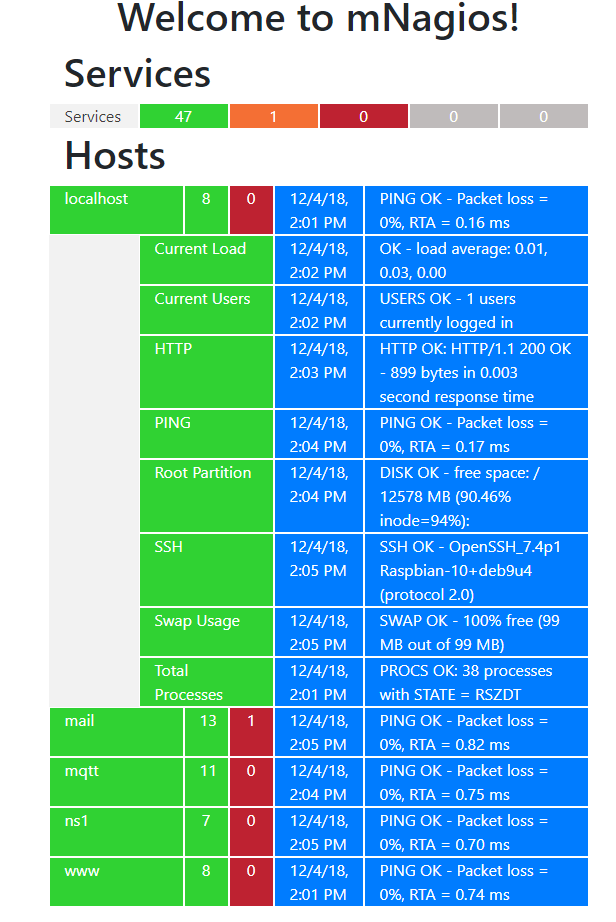 Welcome to mNagios!
Services
Services 47 1 0 0 0
Hosts
localhost 8 0 12/4/18, PING OK - Packet loss =
2:01 PM 0%, RTA = 0.16 ms
Current Load 12/4/18, OK - load average: 0.01,
2:02 PM 0.03, 0.00
Current Users 12/4/18, USERS OK - 1 users
2:02 PM currently logged in
HTTP 12/4/18, HTTP OK: HTTP/1.1 200 OK
2:03 PM - 899 bytes in 0.003
second response time
PING 12/4/18, PING OK - Packet loss =
2:04 PM 0%, RTA = 0.17 ms
Root Partition 12/4/18, DISK OK - free space: /
2:04 PM 12578 MB (90.46%
inode=94%):
SSH 12/4/18, SSH OK - OpenSSH_7.4p1
2:05 PM Raspbian-10+deb9u4
(protocol 2.0)
Swap Usage 12/4/18, SWAP OK - 100% free (99
2:05 PM MB out of 99 MB)
Total 12/4/18, PROCS OK: 38 processes
Processes 2:01 PM with STATE = RSZDT
mail 13 1 12/4/18, PING OK - Packet loss =
2:05 PM 0%, RTA = 0.82 ms
mqtt 11 0 12/4/18, PING OK - Packet loss =
2:04 PM 0%, RTA = 0.75 ms
ns1 7 0 12/4/18, PING OK - Packet loss =
2:05 PM 0%, RTA = 0.70 ms
www 8 0 12/4/18, PING OK - Packet loss =
2:01 PM 0%, RTA = 0.74 ms